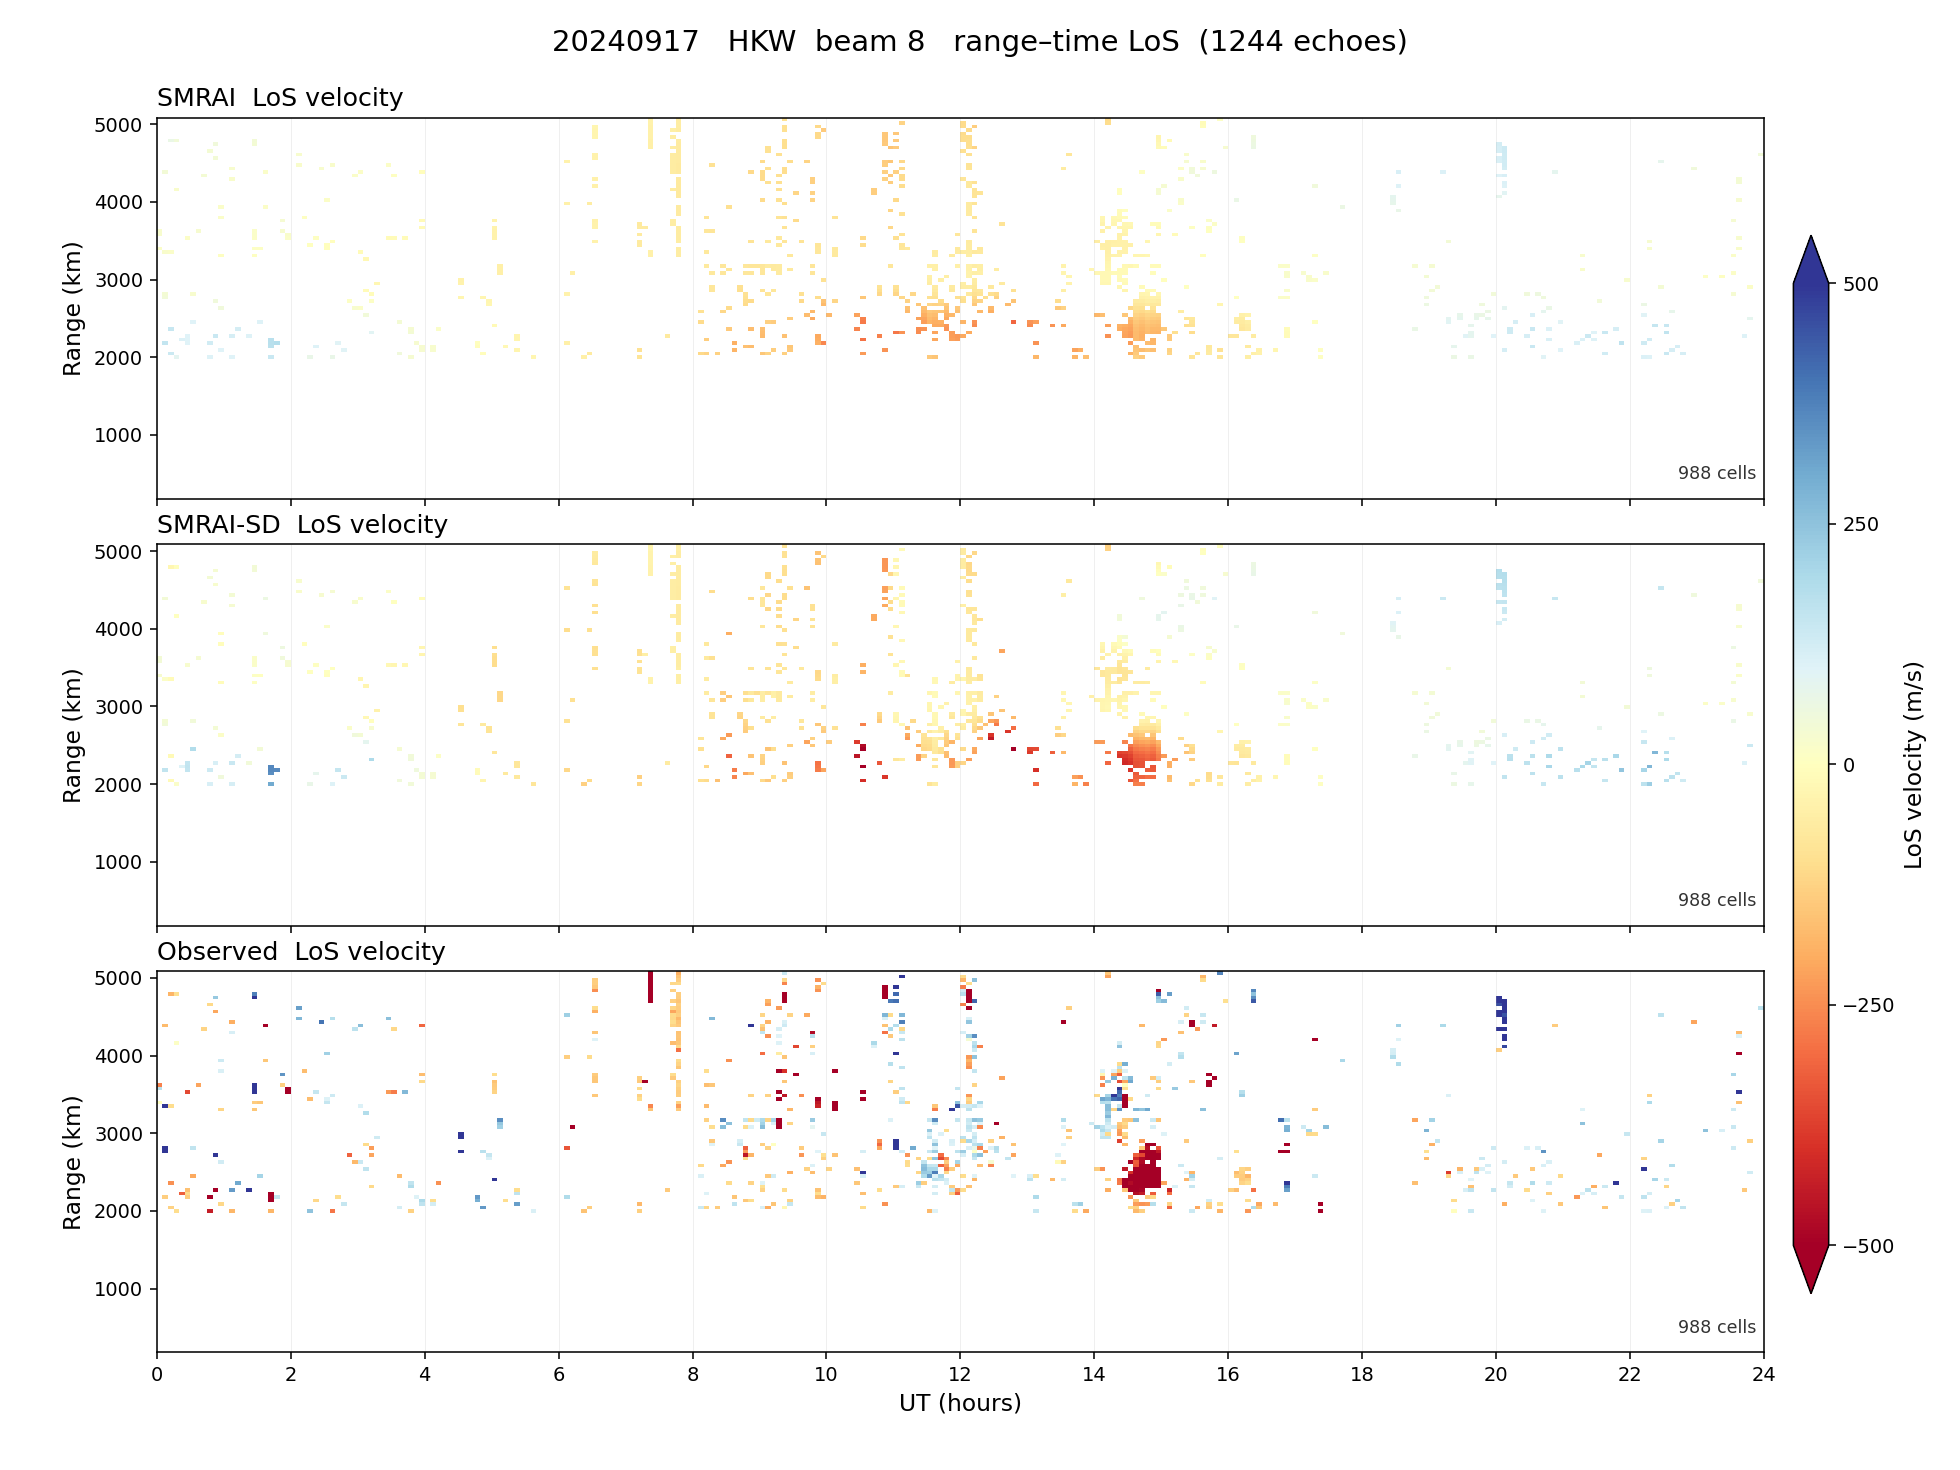 20240917   HKW  beam 8   range–time LoS  (1244 echoes)
SMRAI  LoS velocity
5000
4000
3000
2000
1000
Range (km)
988 cells
SMRAI-SD  LoS velocity
5000
4000
3000
2000
1000
Range (km)
988 cells
Observed  LoS velocity
5000
4000
3000
2000
1000
Range (km)
988 cells
0 2 4 6 8 10 12 14 16 18 20 22 24
UT (hours)
500
250
0
−250
−500
LoS velocity (m/s)